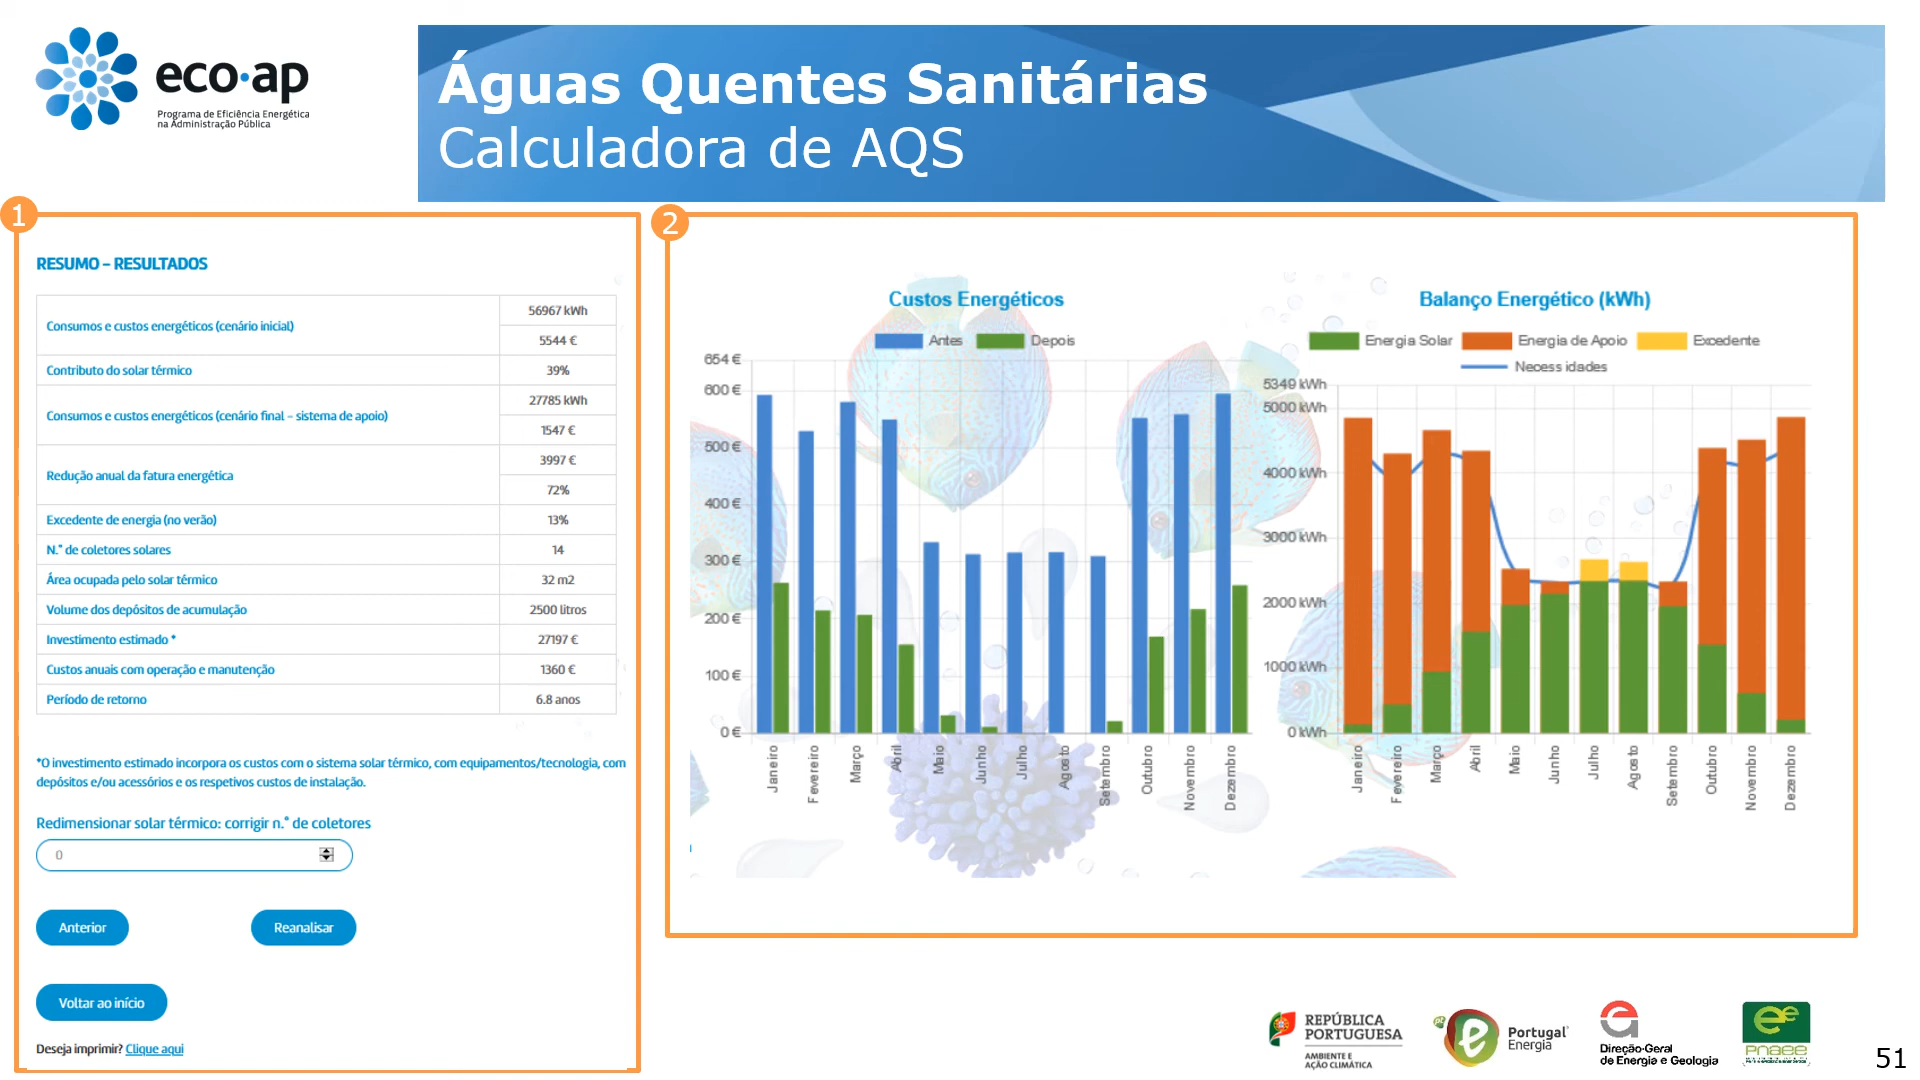 eco·ap
Programa de Eficiência Energética
na Administração Pública
Águas Quentes Sanitárias
Calculadora de AQS
1
RESUMO – RESULTADOS
Consumos e custos energéticos (cenário inicial)
56967 kWh
5544 €
Contributo do solar térmico
39%
Consumos e custos energéticos (cenário final – sistema de apoio)
27785 kWh
1547 €
Redução anual da fatura energética
3997 €
72%
Excedente de energia (no verão)
13%
N.º de coletores solares
14
Área ocupada pelo solar térmico
32 m2
Volume dos depósitos de acumulação
2500 litros
Investimento estimado *
27197 €
Custos anuais com operação e manutenção
1360 €
Período de retorno
6.8 anos
*O investimento estimado incorpora os custos com o sistema solar térmico, com equipamentos/tecnologia, com
depósitos e/ou acessórios e os respetivos custos de instalação.
Redimensionar solar térmico: corrigir n.º de coletores
0
Anterior
Reanalisar
Voltar ao início
Deseja imprimir? Clique aqui
2
Custos Energéticos
Antes
Depois
654 €
600 €
500 €
400 €
300 €
200 €
100 €
0 €
Janeiro
Fevereiro
Março
Abril
Maio
Junho
Julho
Agosto
Setembro
Outubro
Novembro
Dezembro
Balanço Energético (kWh)
Energia Solar
Energia de Apoio
Excedente
Necessidades
5349 kWh
5000 kWh
4000 kWh
3000 kWh
2000 kWh
1000 kWh
0 kWh
Janeiro
Fevereiro
Março
Abril
Maio
Junho
Julho
Agosto
Setembro
Outubro
Novembro
Dezembro
REPÚBLICA
PORTUGUESA
AMBIENTE E
AÇÃO CLIMÁTICA
Portugal
Energia
Direção-Geral
de Energia e Geologia
pnaee
51